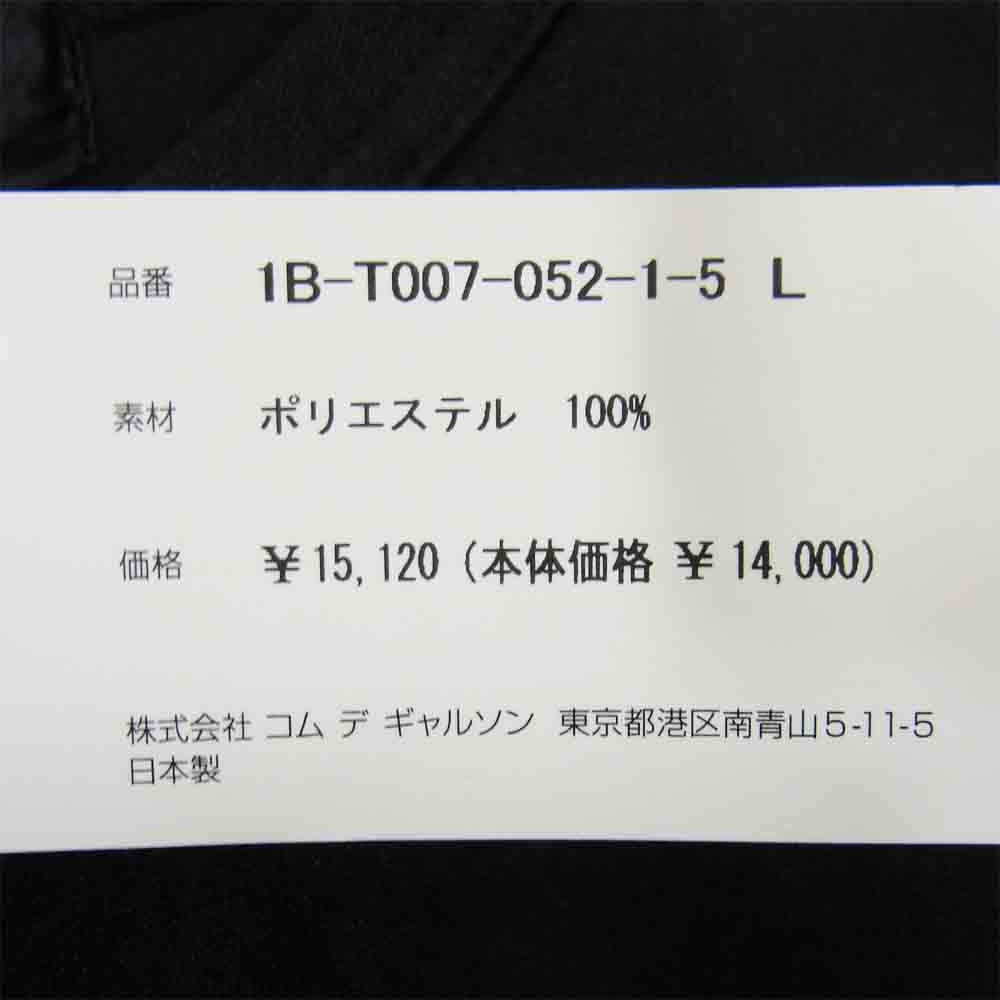 品番 1B-T007-052-1-5 L
素材 ポリエステル 100%
価格 ¥15,120 (本体価格 ¥14,000)
株式会社 コム デ ギャルソン 東京都港区南青山5-11-5
日本製